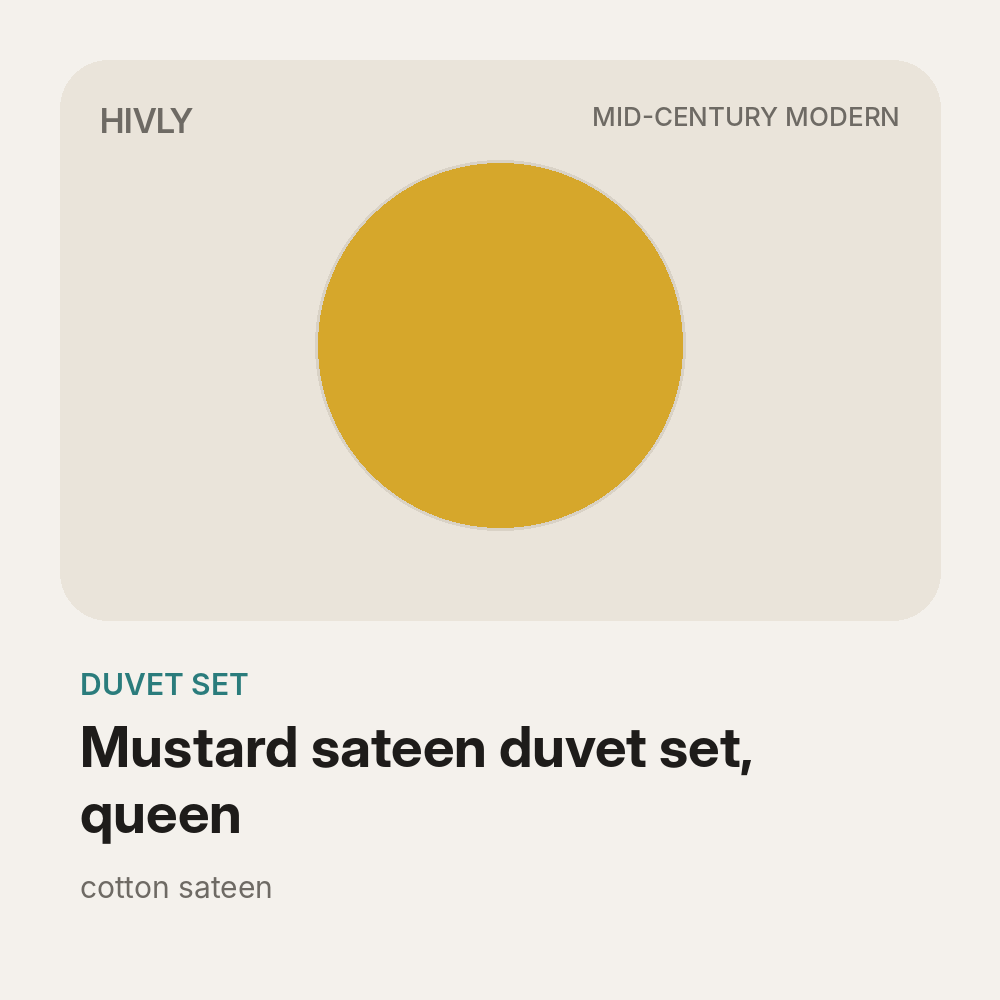 HIVLY
MID-CENTURY MODERN
DUVET SET
Mustard sateen duvet set,
queen
cotton sateen